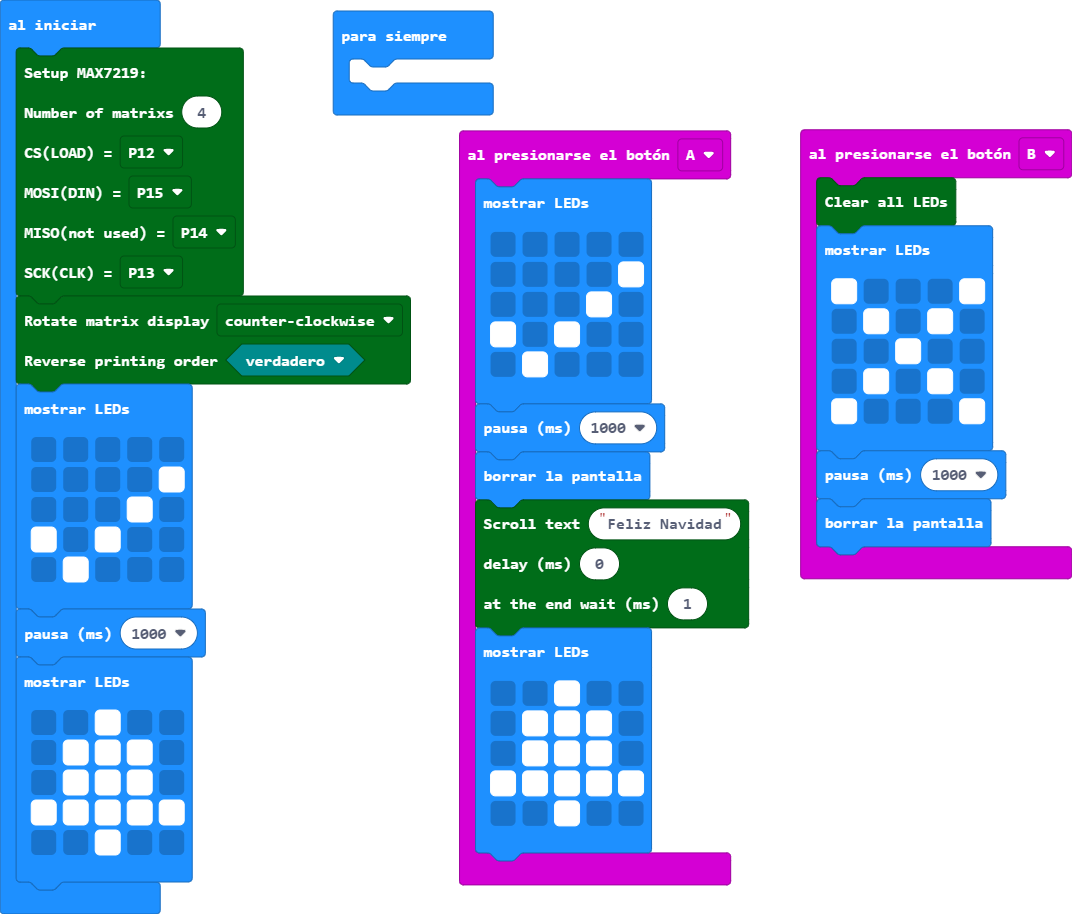 al iniciar
Setup MAX7219:
Number of matrixs 4
CS(LOAD) = P12
MOSI(DIN) = P15
MISO(not used) = P14
SCK(CLK) = P13
Rotate matrix display counter-clockwise
Reverse printing order verdadero
mostrar LEDs
pausa (ms) 1000
mostrar LEDs
para siempre
al presionarse el botón A
mostrar LEDs
pausa (ms) 1000
borrar la pantalla
Scroll text "Feliz Navidad"
delay (ms) 0
at the end wait (ms) 1
mostrar LEDs
al presionarse el botón B
Clear all LEDs
mostrar LEDs
pausa (ms) 1000
borrar la pantalla